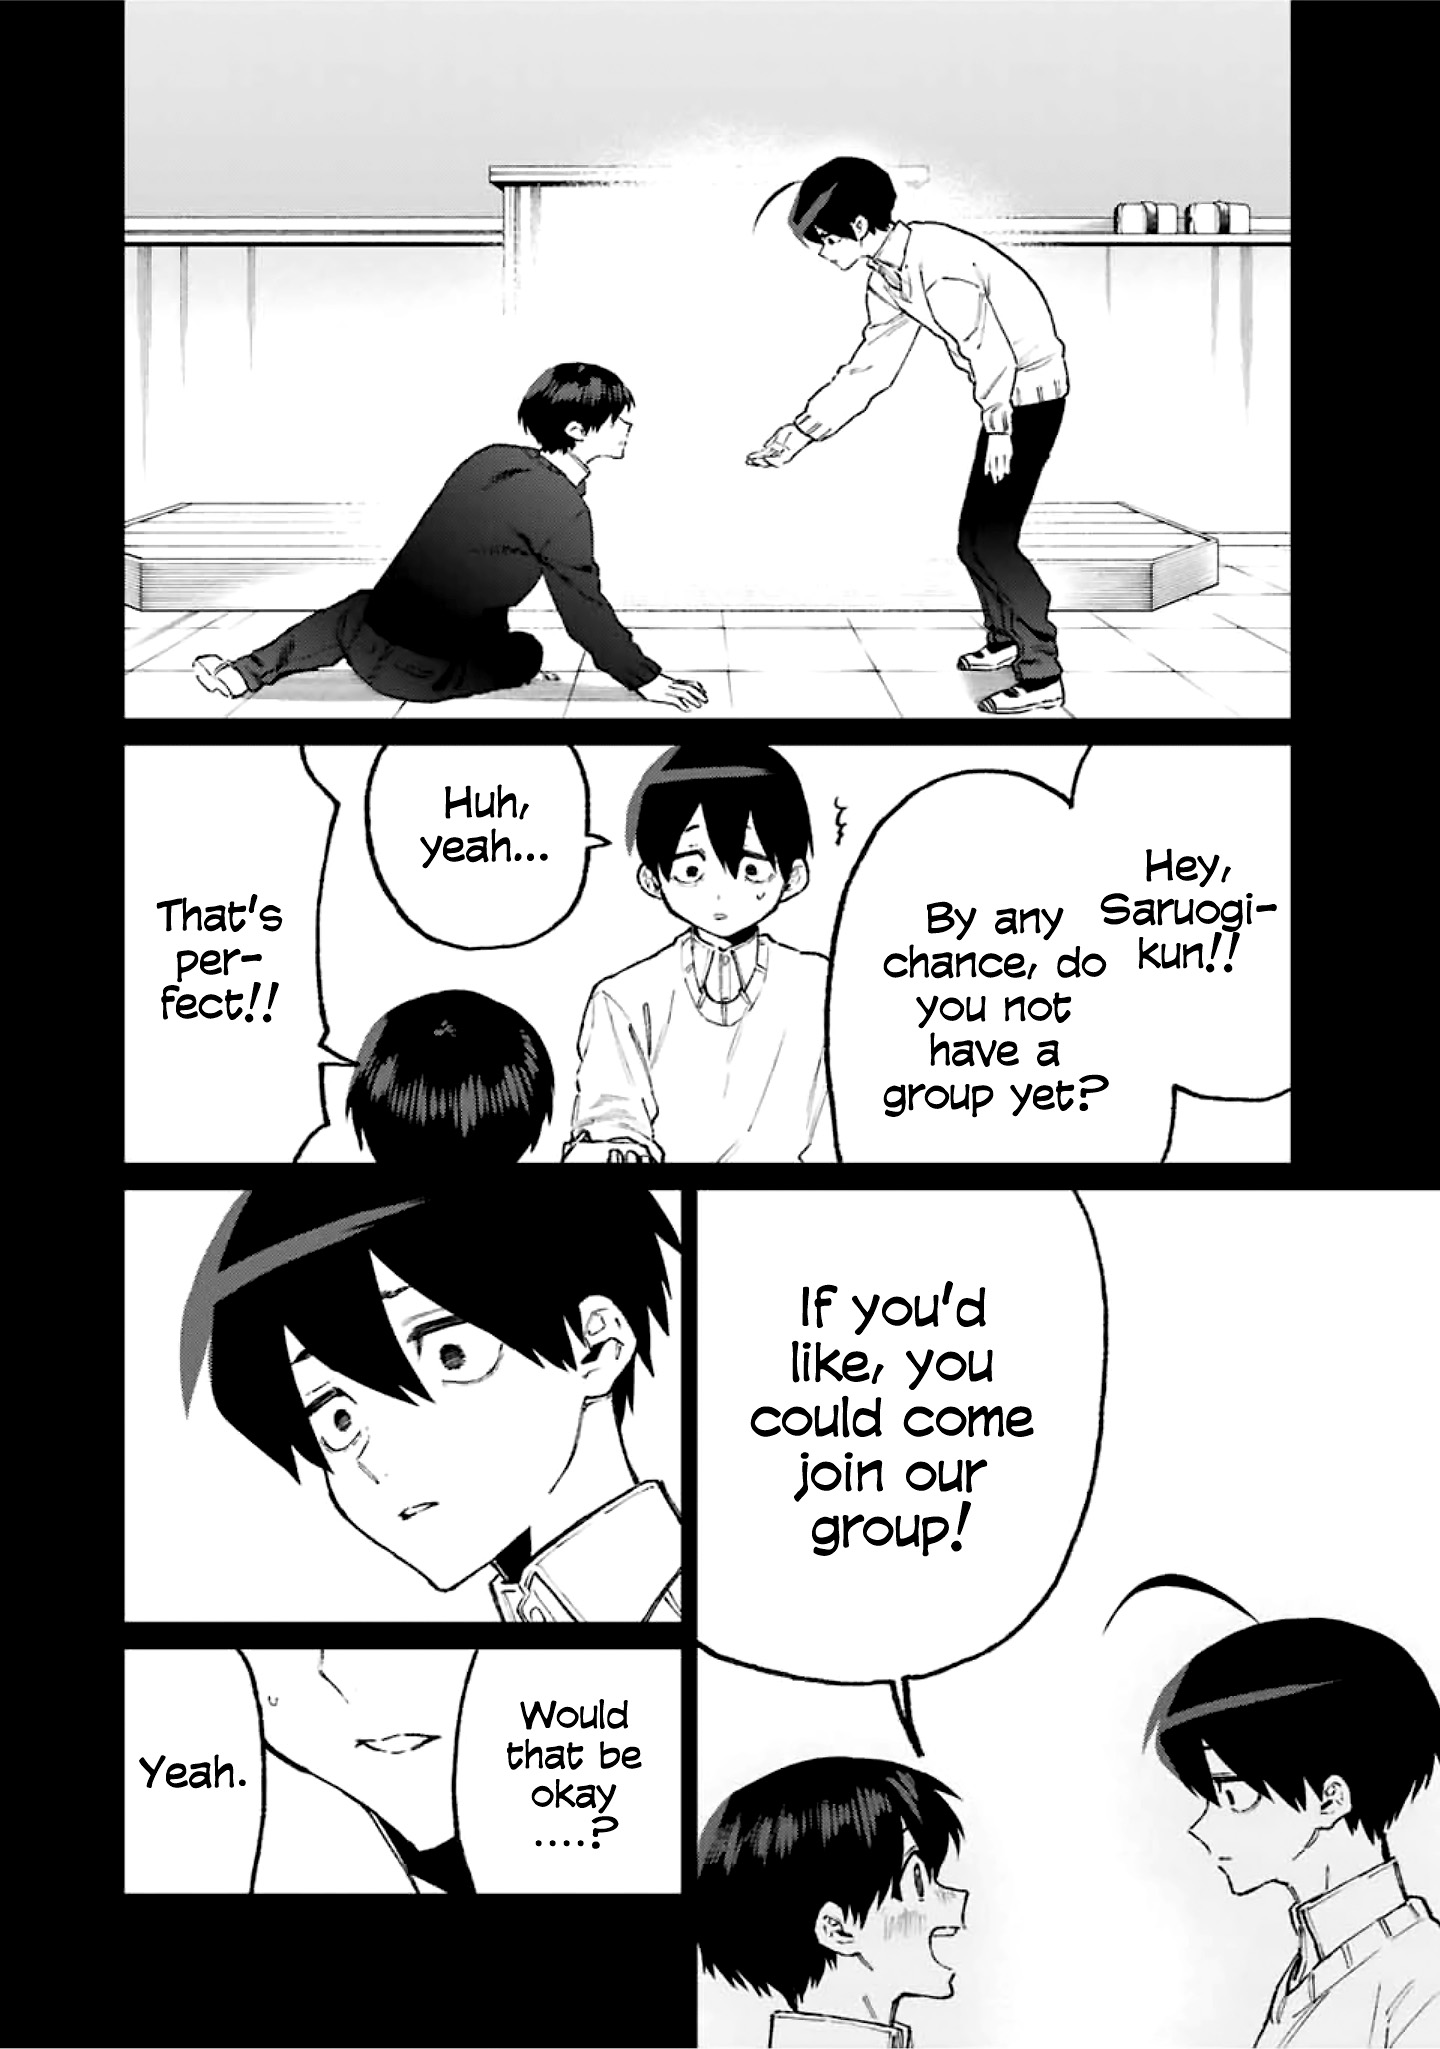 Hey,
Saruogi-
kun!!
By any
chance, do
you not
have a
group yet?
Huh,
yeah...
That's
per-
fect!!
If you'd
like, you
could come
join our
group!
Would
that be
okay
....?
Yeah.